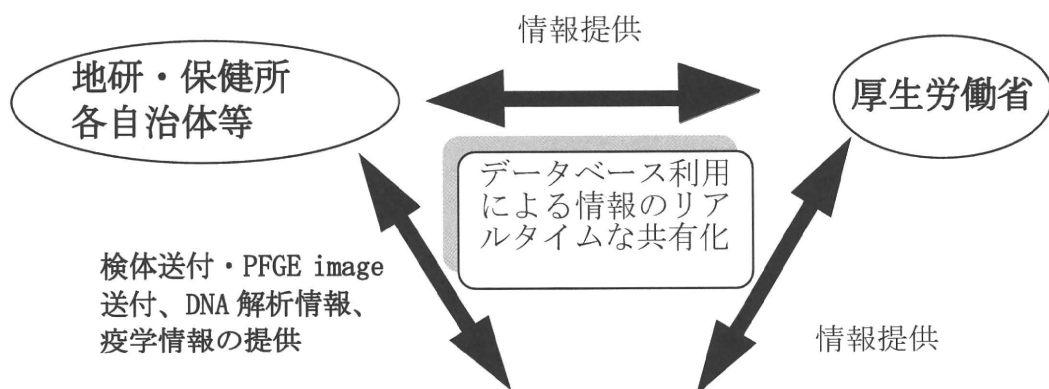 情報提供
地研・保健所
各自治体等
厚生労働省
データベース利用
による情報のリア
ルタイムな共有化
検体送付・PFGE image
送付、DNA 解析情報、
疫学情報の提供
情報提供